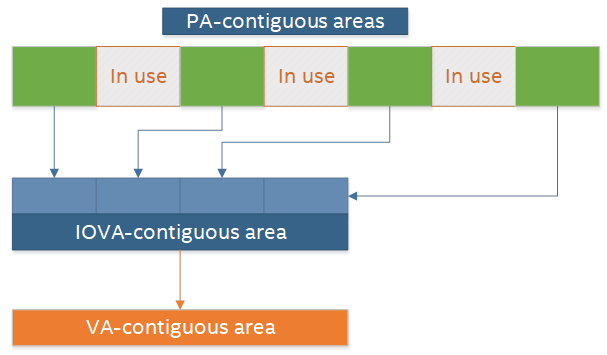 PA-contiguous areas
In use
In use
In use
IOVA-contiguous area
VA-contiguous area